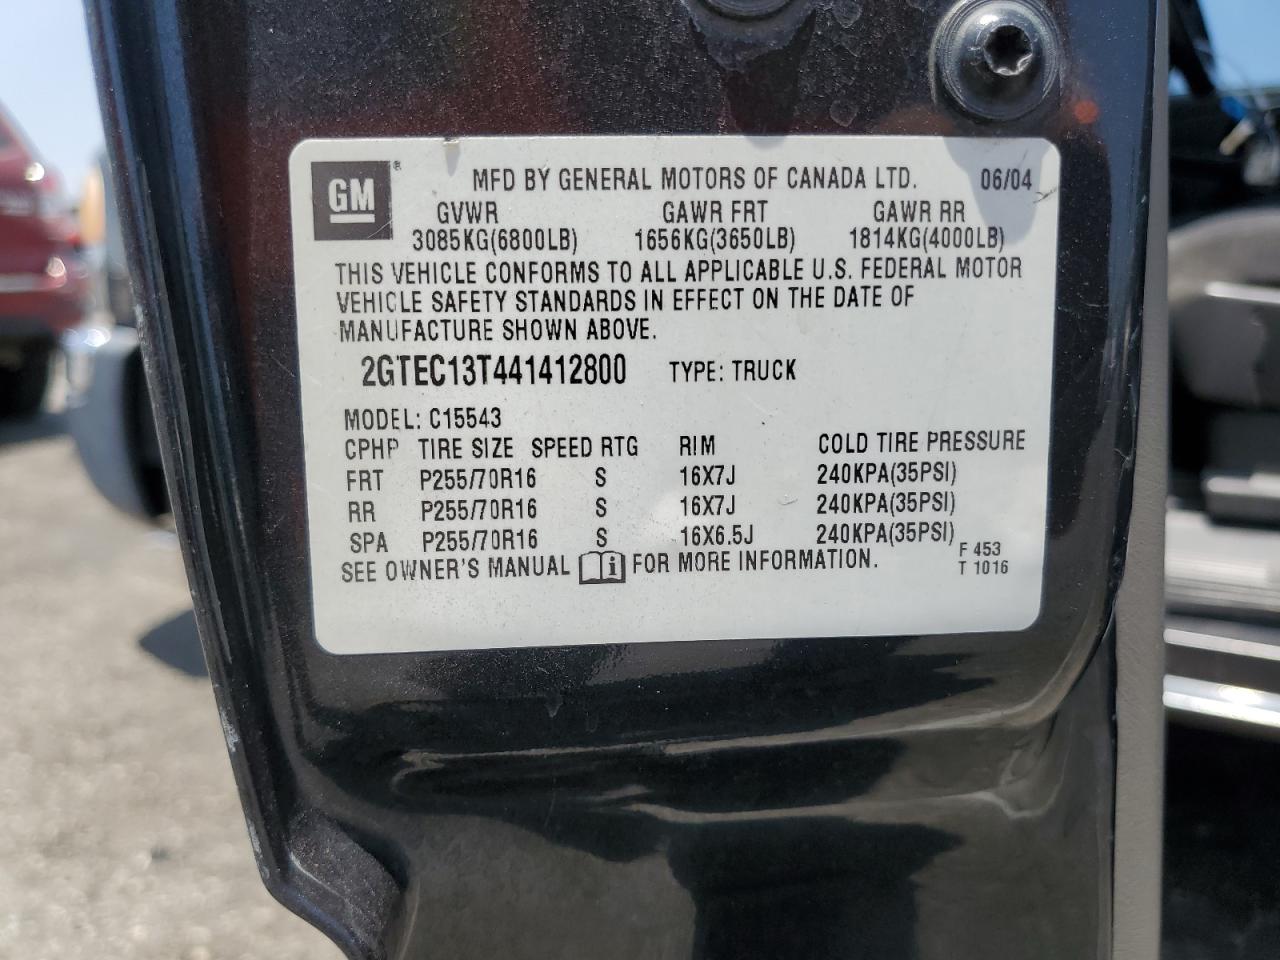 GM® MFD BY GENERAL MOTORS OF CANADA LTD. 06/04
GVWR GAWR FRT GAWR RR
3085KG(6800LB) 1656KG(3650LB) 1814KG(4000LB)
THIS VEHICLE CONFORMS TO ALL APPLICABLE U.S. FEDERAL MOTOR
VEHICLE SAFETY STANDARDS IN EFFECT ON THE DATE OF
MANUFACTURE SHOWN ABOVE.
2GTEC13T441412800 TYPE: TRUCK
MODEL: C15543
CPHP TIRE SIZE SPEED RTG RIM COLD TIRE PRESSURE
FRT P255/70R16 S 16X7J 240KPA(35PSI)
RR P255/70R16 S 16X7J 240KPA(35PSI)
SPA P255/70R16 S 16X6.5J 240KPA(35PSI)
SEE OWNER'S MANUAL i FOR MORE INFORMATION.
F 453
T 1016